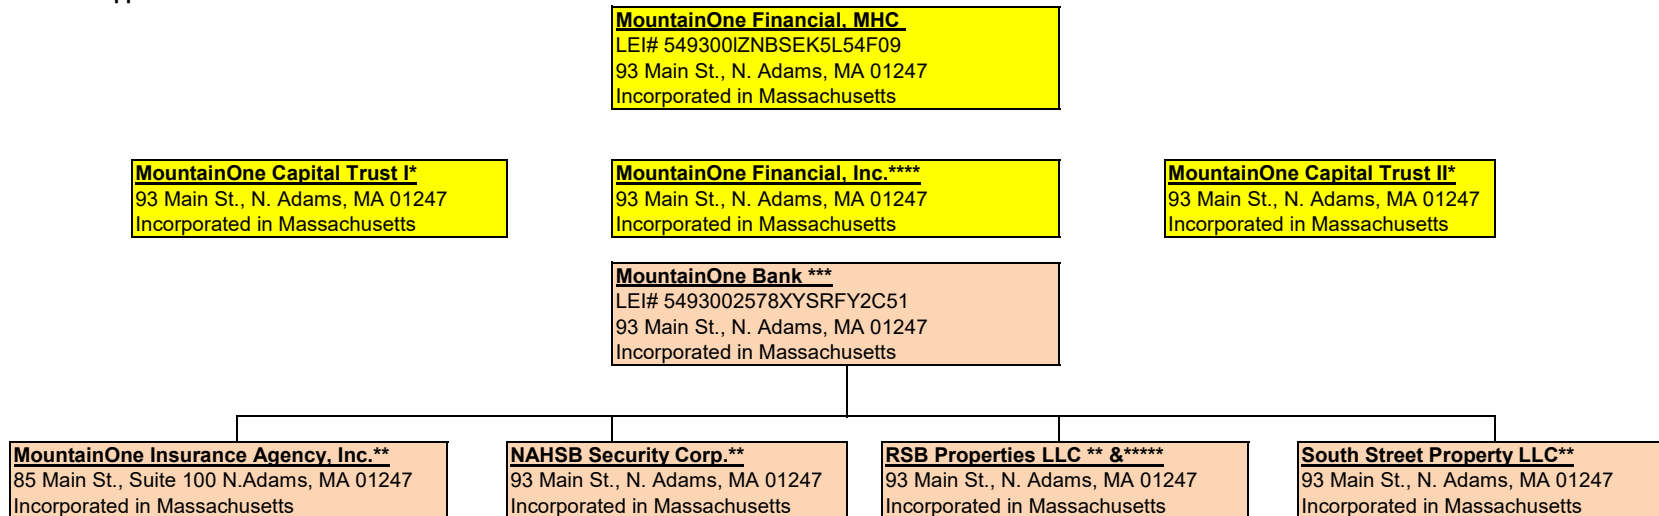 MountainOne Financial, MHC
LEI# 549300IZNBSEK5L54F09
93 Main St., N. Adams, MA 01247
Incorporated in Massachusetts
MountainOne Capital Trust I*
93 Main St., N. Adams, MA 01247
Incorporated in Massachusetts
MountainOne Financial, Inc.****
93 Main St., N. Adams, MA 01247
Incorporated in Massachusetts
MountainOne Capital Trust II*
93 Main St., N. Adams, MA 01247
Incorporated in Massachusetts
MountainOne Bank ***
LEI# 5493002578XYSRFY2C51
93 Main St., N. Adams, MA 01247
Incorporated in Massachusetts
MountainOne Insurance Agency, Inc.**
85 Main St., Suite 100 N.Adams, MA 01247
Incorporated in Massachusetts
NAHSB Security Corp.**
93 Main St., N. Adams, MA 01247
Incorporated in Massachusetts
RSB Properties LLC ** &*****
93 Main St., N. Adams, MA 01247
Incorporated in Massachusetts
South Street Property LLC**
93 Main St., N. Adams, MA 01247
Incorporated in Massachusetts